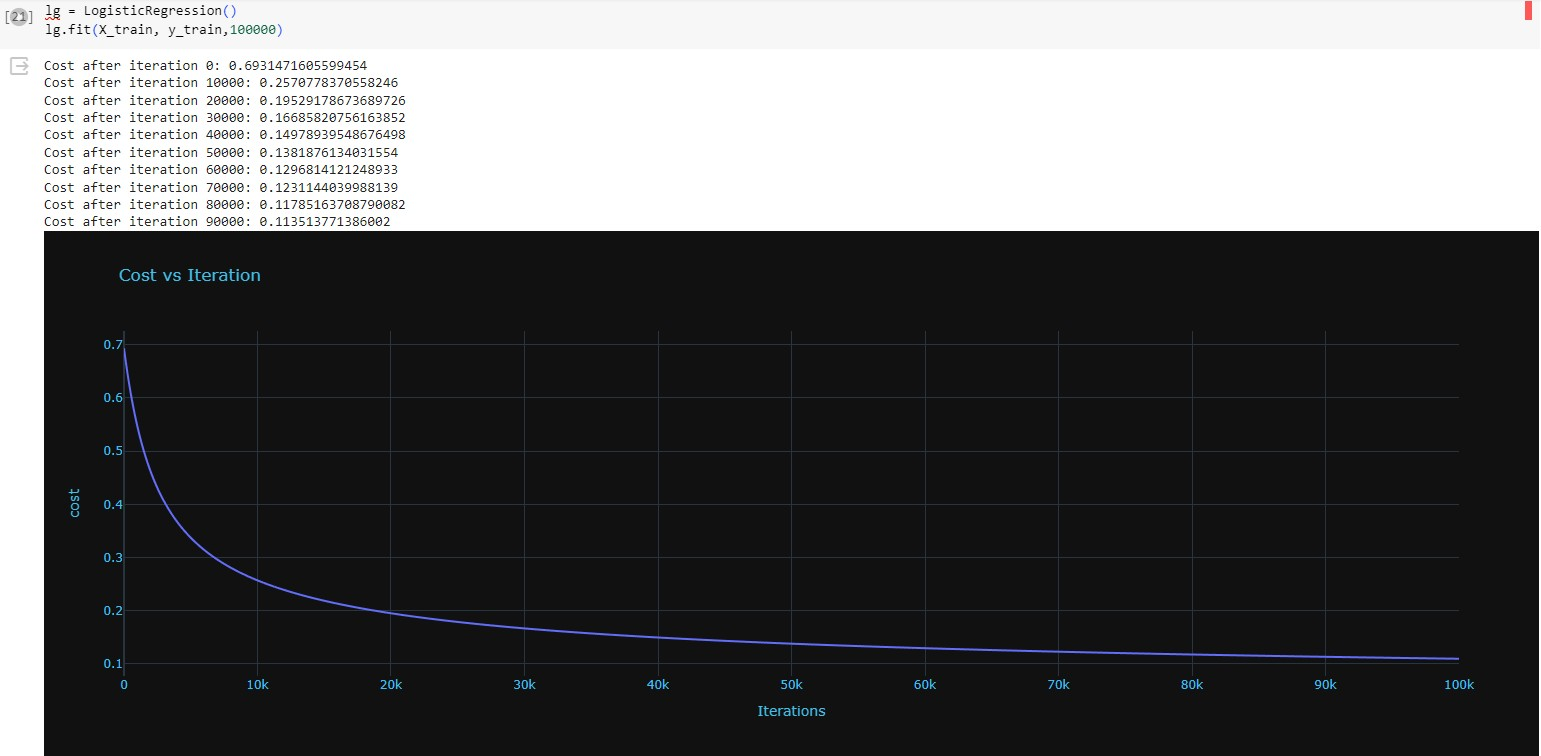 [21] lg = LogisticRegression()
lg.fit(X_train, y_train,100000)
Cost after iteration 0: 0.6931471605599454
Cost after iteration 10000: 0.2570778370558246
Cost after iteration 20000: 0.19529178673689726
Cost after iteration 30000: 0.16685820756163852
Cost after iteration 40000: 0.14978939548676498
Cost after iteration 50000: 0.1381876134031554
Cost after iteration 60000: 0.1296814121248933
Cost after iteration 70000: 0.1231144039988139
Cost after iteration 80000: 0.11785163708790082
Cost after iteration 90000: 0.113513771386002
Cost vs Iteration
0.7
0.6
0.5
cost
0.4
0.3
0.2
0.1
0 10k 20k 30k 40k 50k 60k 70k 80k 90k 100k
Iterations